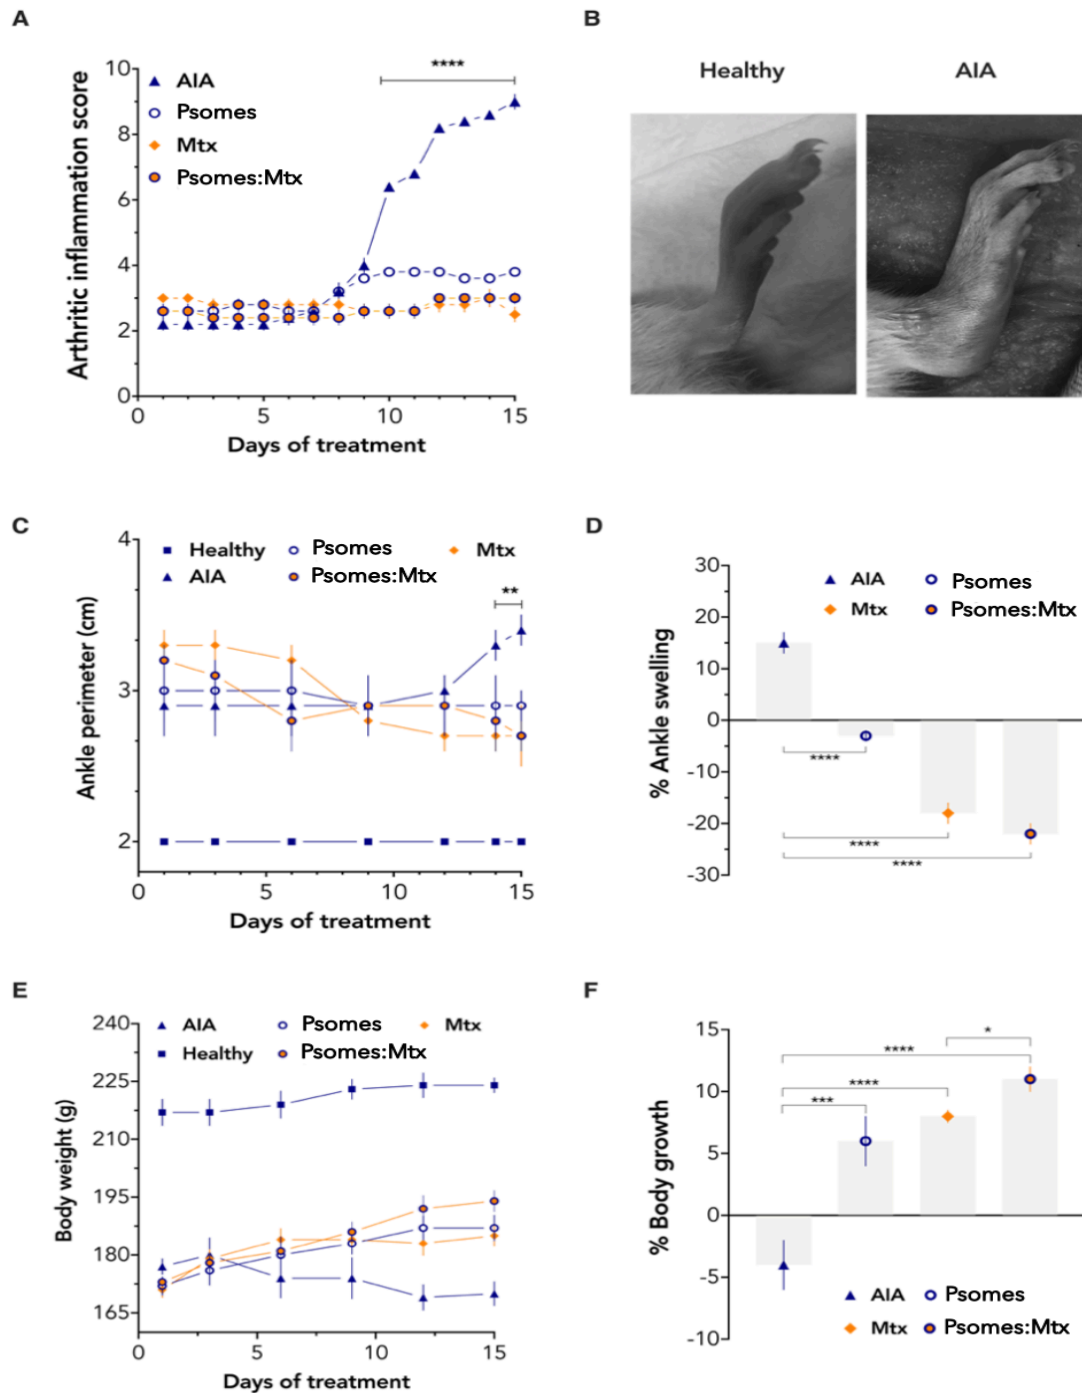 A
Arthritic inflammation score
10
8
6
4
2
0
AIA
Psomes
Mtx
Psomes:Mtx
****
0 5 10 15
Days of treatment
B
Healthy AIA
C
Ankle perimeter (cm)
4
3
2
Healthy Psomes Mtx
AIA Psomes:Mtx
**
0 5 10 15
Days of treatment
D
% Ankle swelling
30
20
10
0
-10
-20
-30
AIA Psomes
Mtx Psomes:Mtx
****
****
****
E
Body weight (g)
240
225
210
195
180
165
AIA Psomes Mtx
Healthy Psomes:Mtx
0 5 10 15
Days of treatment
F
% Body growth
15
10
5
0
-5
-10
*
****
****
***
AIA Psomes
Mtx Psomes:Mtx